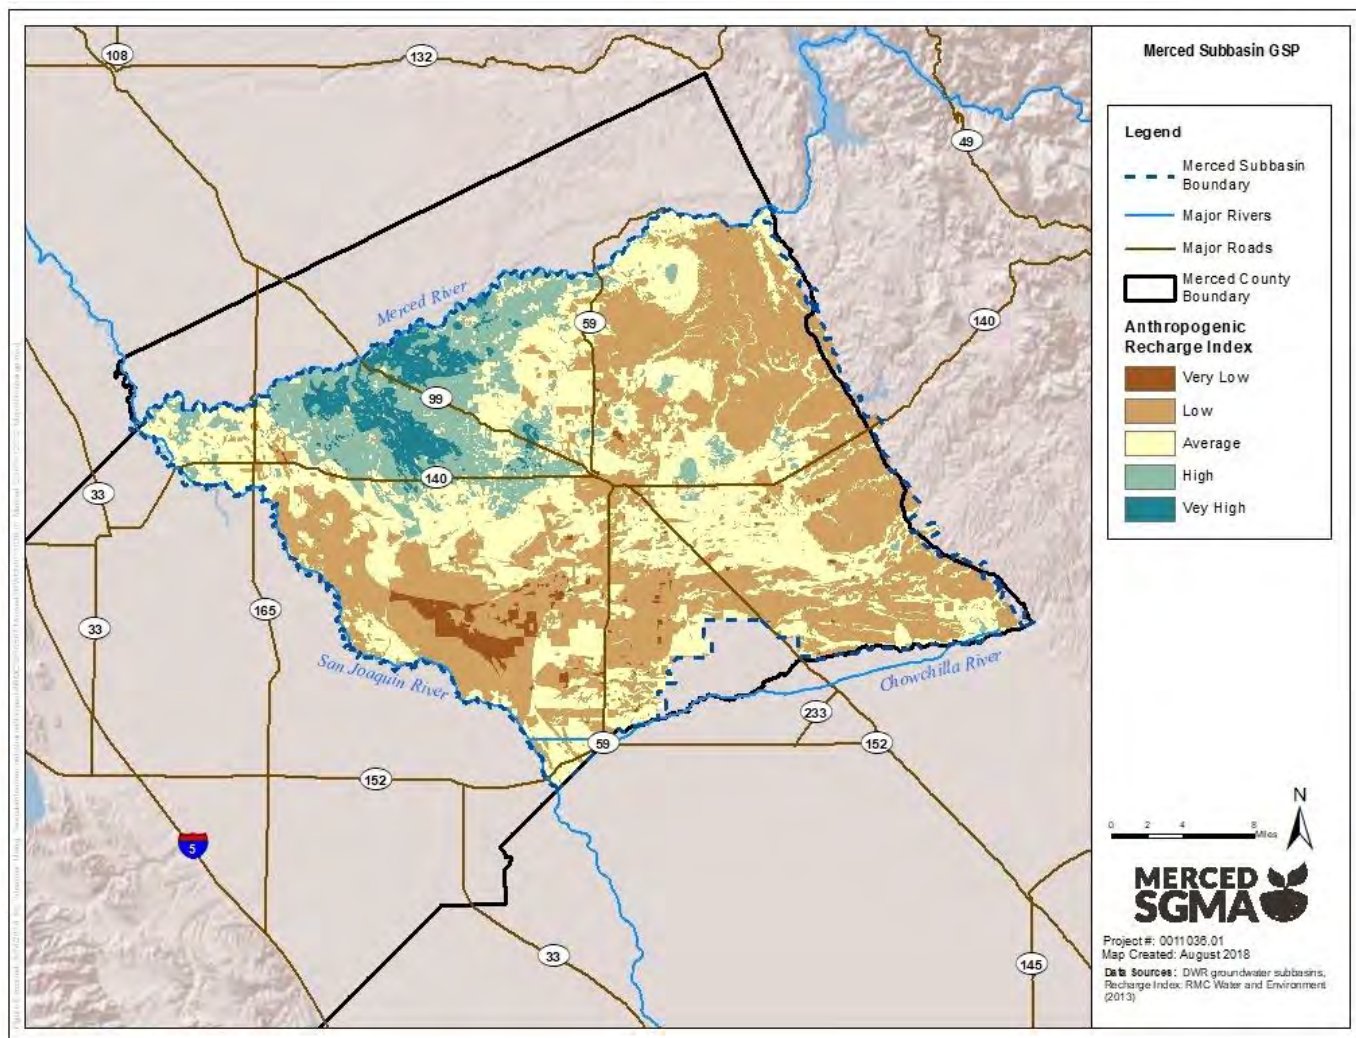 Merced Subbasin GSP
Legend
Merced Subbasin
Boundary
Major Rivers
Major Roads
Merced County
Boundary
Anthropogenic
Recharge Index
Very Low
Low
Average
High
Vey High
108
132
49
Merced River
59
140
99
140
33
165
33
San Joaquin River
Chowchilla River
233
59
152
152
5
33
145
N
0 2 4 8 Miles
MERCED
SGMA
Project #: 0011036.01
Map Created: August 2018
Data Sources: DWR groundwater subbasins,
Recharge Index: RMC Water and Environment
(2013)